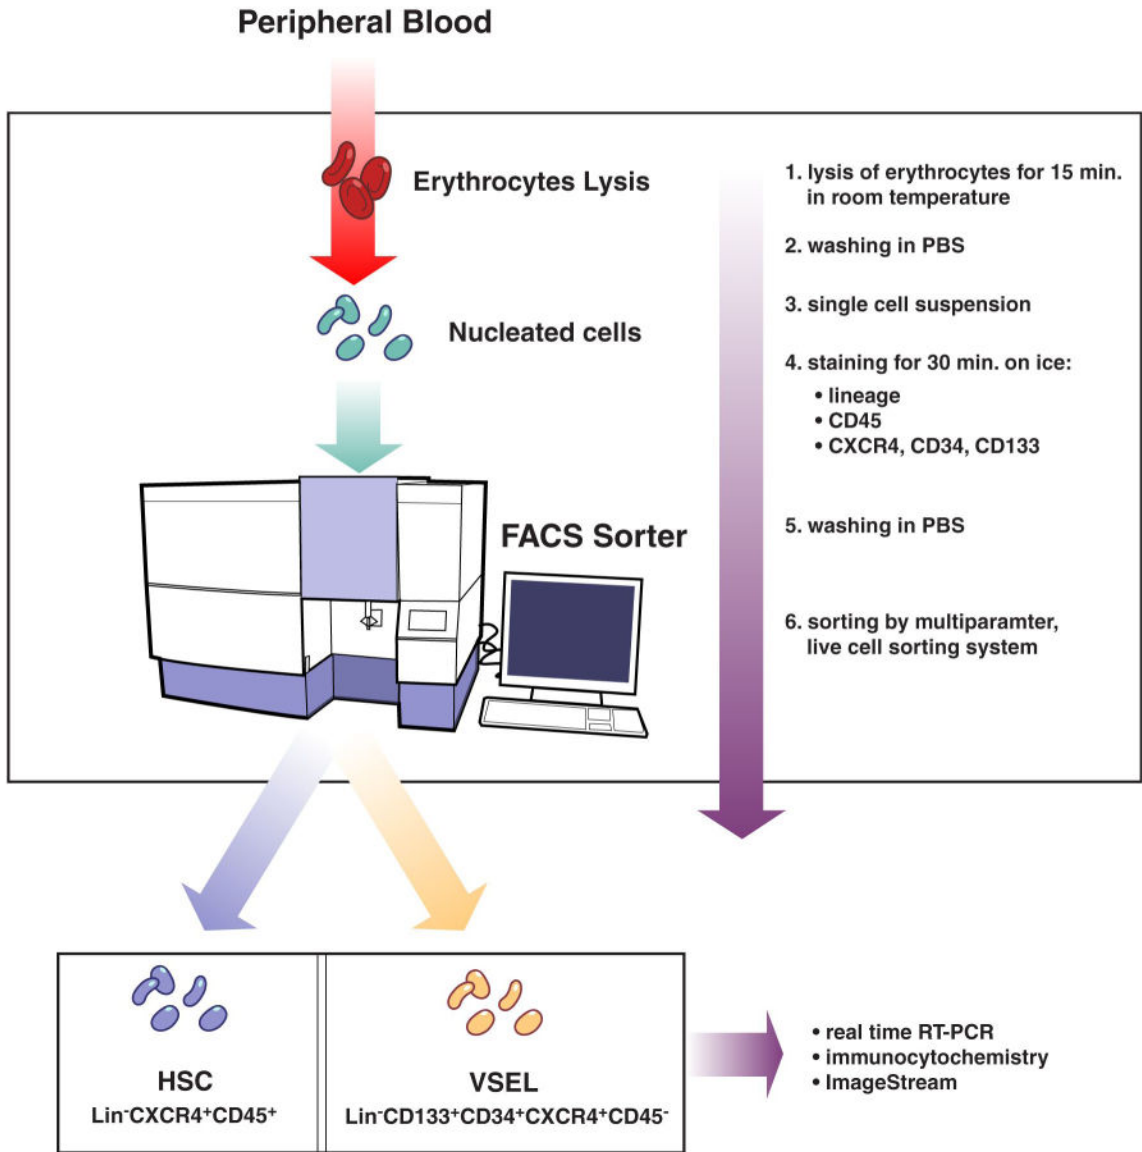 Peripheral Blood
Erythrocytes Lysis
Nucleated cells
FACS Sorter
1. lysis of erythrocytes for 15 min.
in room temperature
2. washing in PBS
3. single cell suspension
4. staining for 30 min. on ice:
• lineage
• CD45
• CXCR4, CD34, CD133
5. washing in PBS
6. sorting by multiparamter,
live cell sorting system
HSC
Lin⁻CXCR4⁺CD45⁺
VSEL
Lin⁻CD133⁺CD34⁺CXCR4⁺CD45⁻
• real time RT-PCR
• immunocytochemistry
• ImageStream